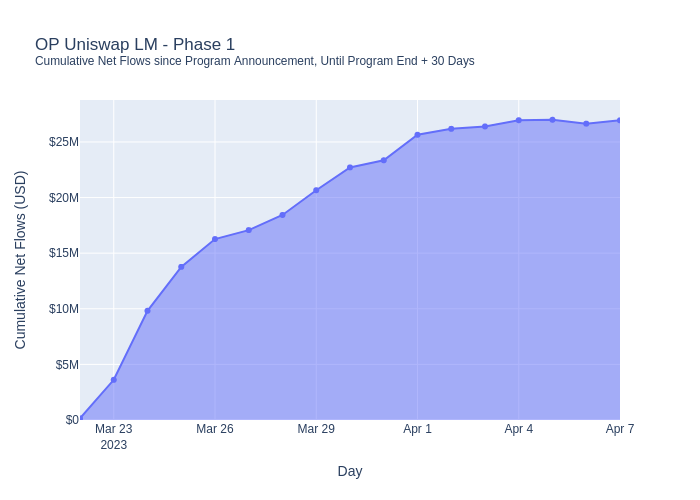 OP Uniswap LM - Phase 1
Cumulative Net Flows since Program Announcement, Until Program End + 30 Days
Cumulative Net Flows (USD)
$25M
$20M
$15M
$10M
$5M
$0
Mar 23
2023
Mar 26
Mar 29
Apr 1
Apr 4
Apr 7
Day